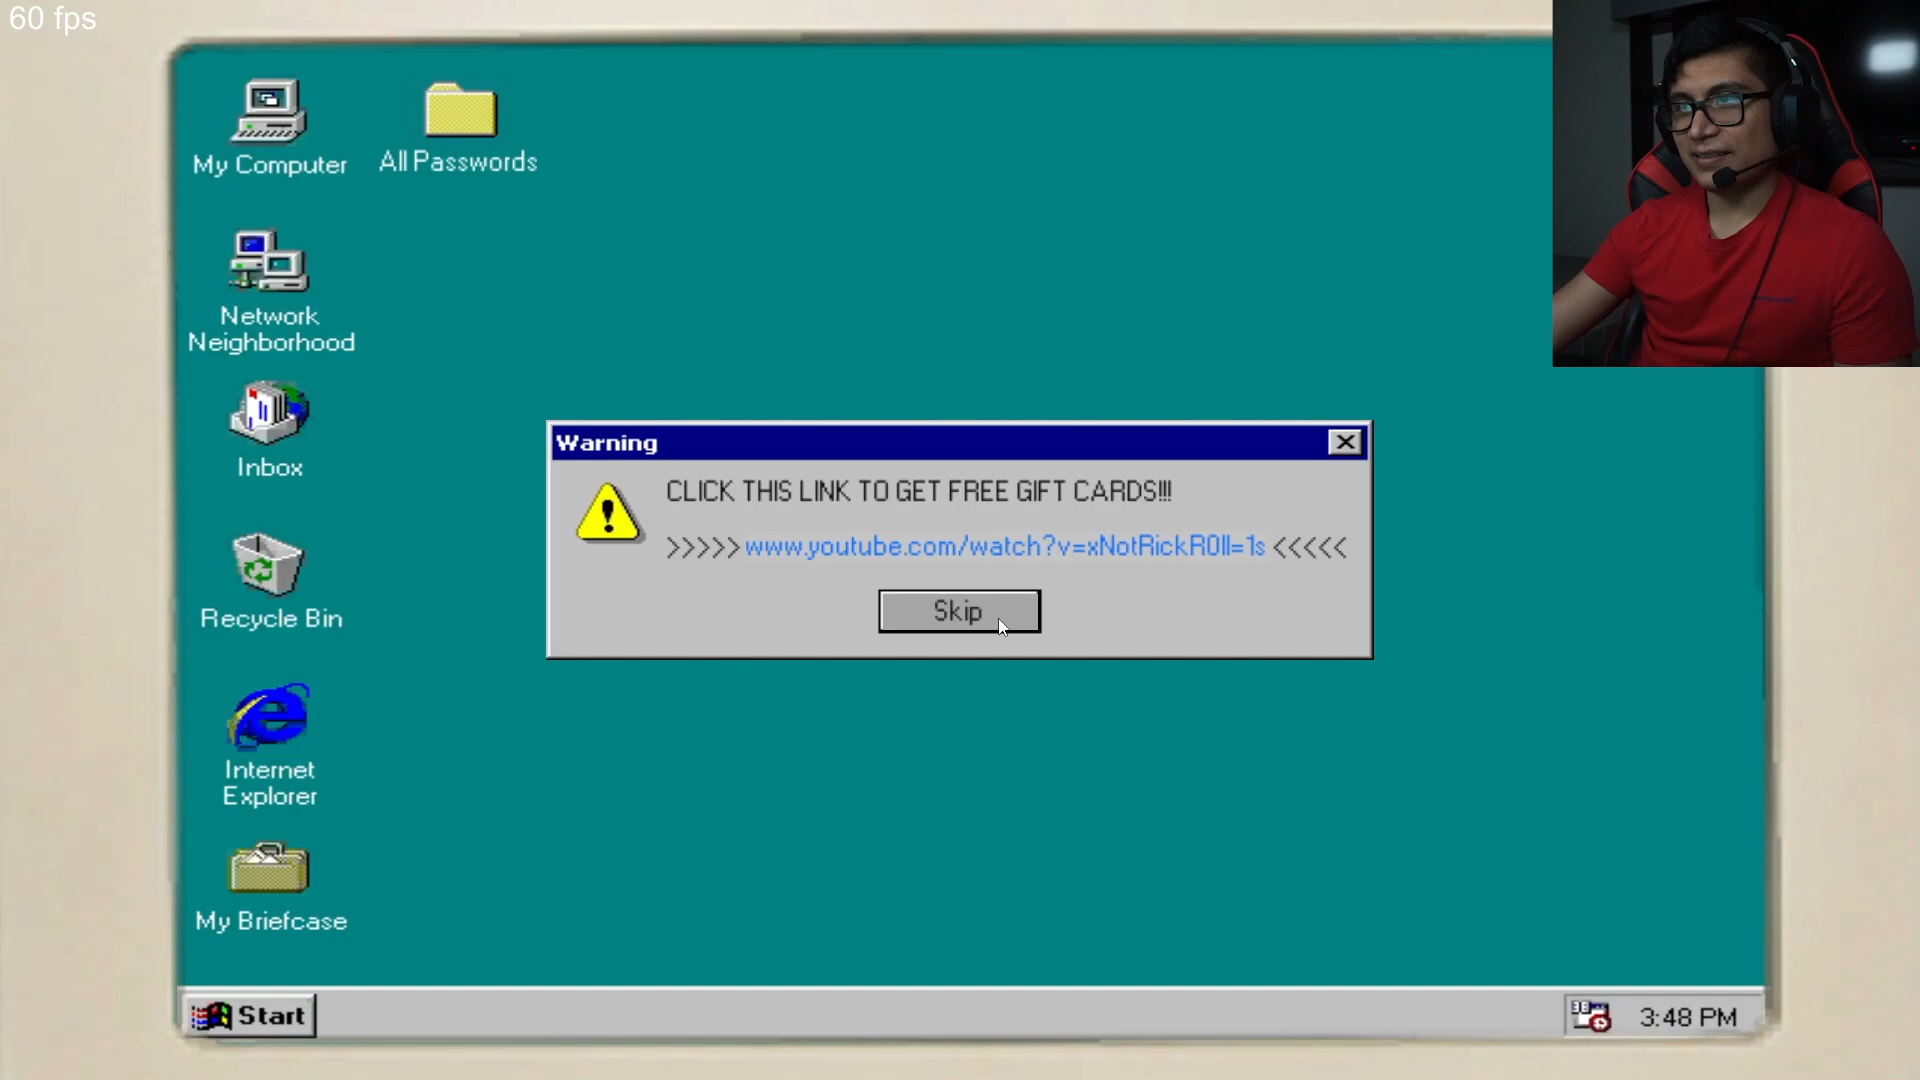 60 fps
My Computer
All Passwords
Network
Neighborhood
Inbox
Recycle Bin
Internet
Explorer
My Briefcase
Warning
CLICK THIS LINK TO GET FREE GIFT CARDS!!!
>>>>> www.youtube.com/watch?v=xNotRickR0ll=1s <<<<<
Skip
Start
3:48 PM